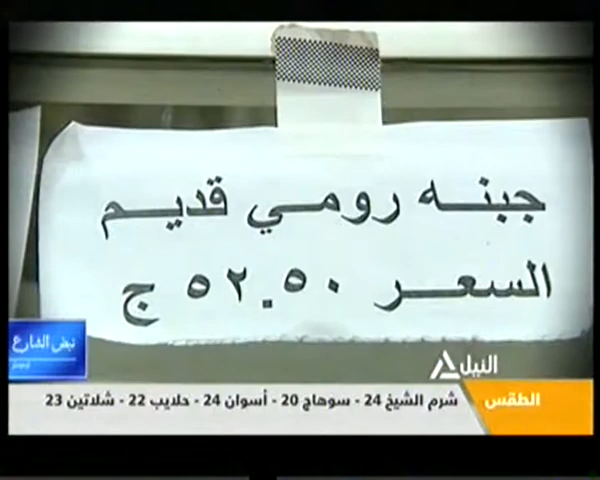 جبنه رومي قديم
السعر ٥٢.٥٠ ج
نبض الشارع
النيل
الطقس
شرم الشيخ 24 - سوهاج 20 - أسوان 24 - حلايب 22 - شلاتين 23